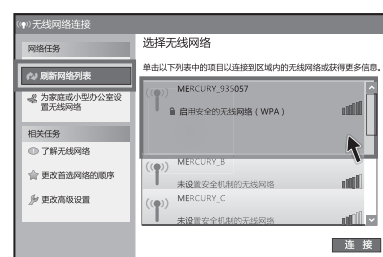 无线网络连接
网络任务
刷新网络列表
为家庭或小型办公室设
置无线网络
相关任务
了解无线网络
更改首选网络的顺序
更改高级设置
选择无线网络
单击以下列表中的项目以连接到区域内的无线网络或获得更多信息。
MERCURY_935057
启用安全的无线网络（WPA）
MERCURY_B
未设置安全机制的无线网络
MERCURY_C
未设置安全机制的无线网络
连 接